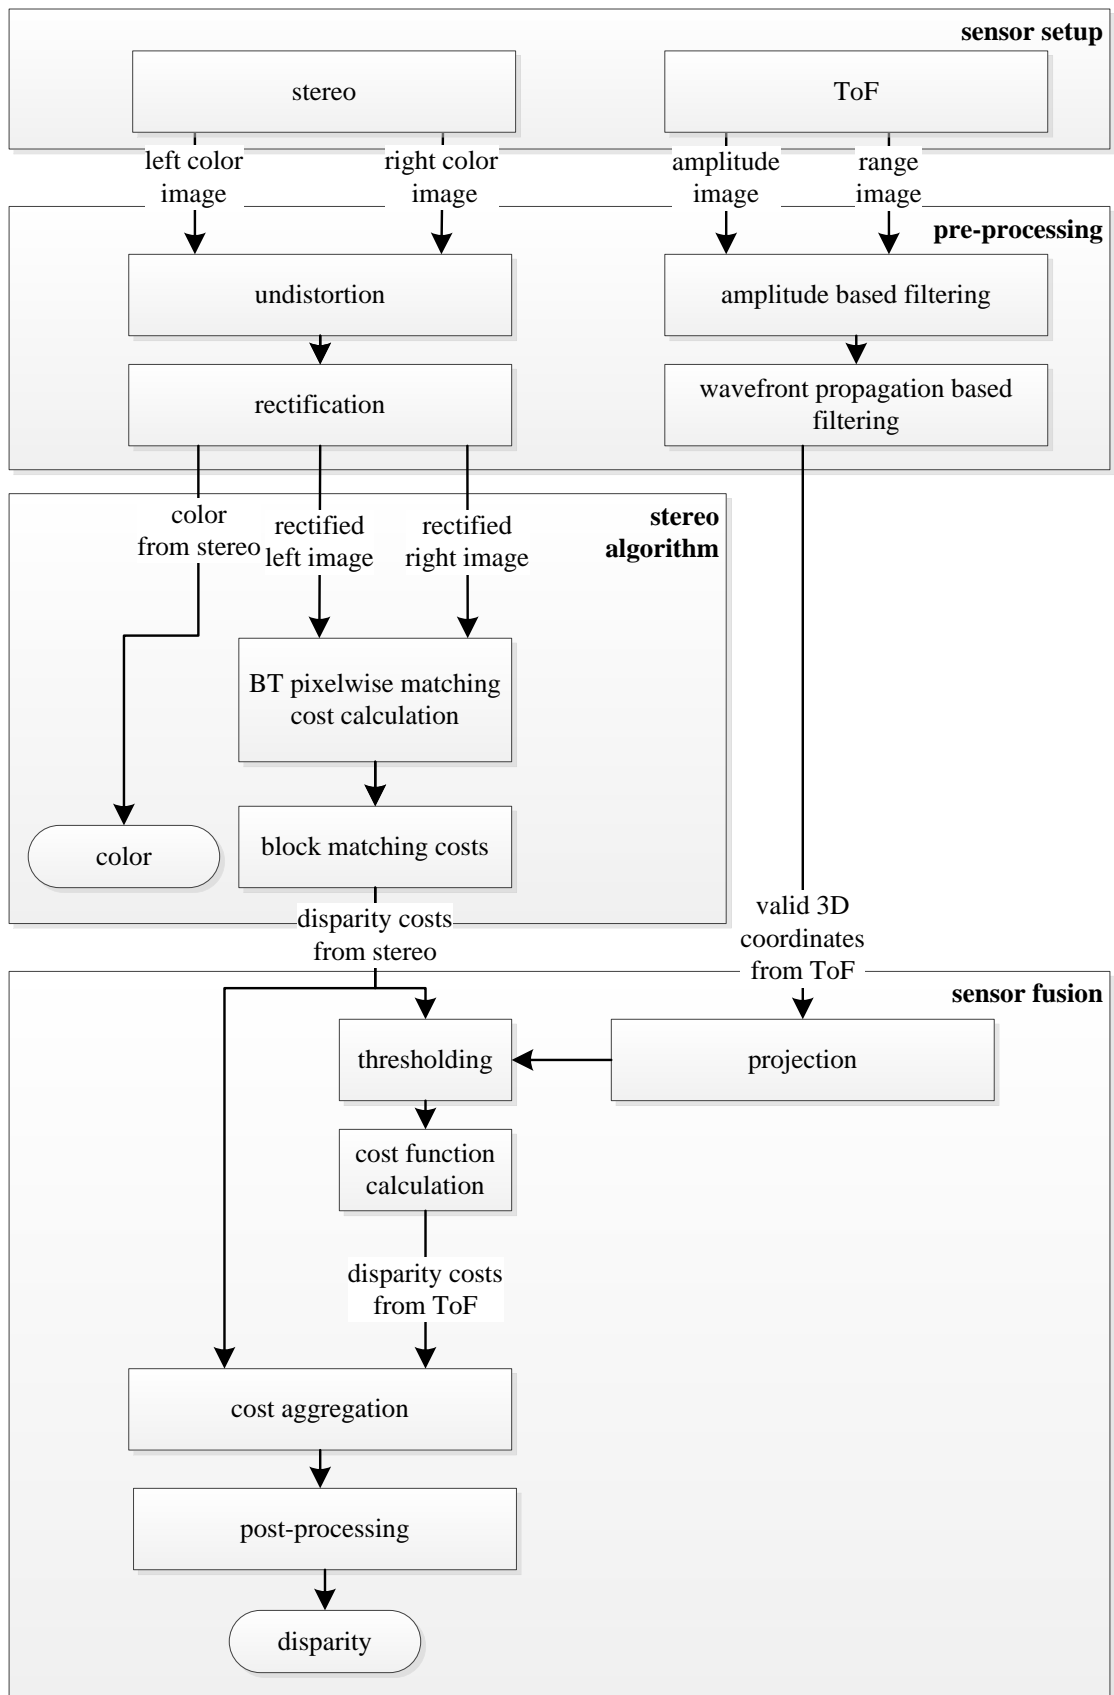 sensor setup
stereo
ToF
left color
image
right color
image
amplitude
image
range
image
pre-processing
undistortion
amplitude based filtering
rectification
wavefront propagation based
filtering
stereo
algorithm
color
from stereo
rectified
left image
rectified
right image
BT pixelwise matching
cost calculation
color
block matching costs
disparity costs
from stereo
valid 3D
coordinates
from ToF
sensor fusion
thresholding
projection
cost function
calculation
disparity costs
from ToF
cost aggregation
post-processing
disparity